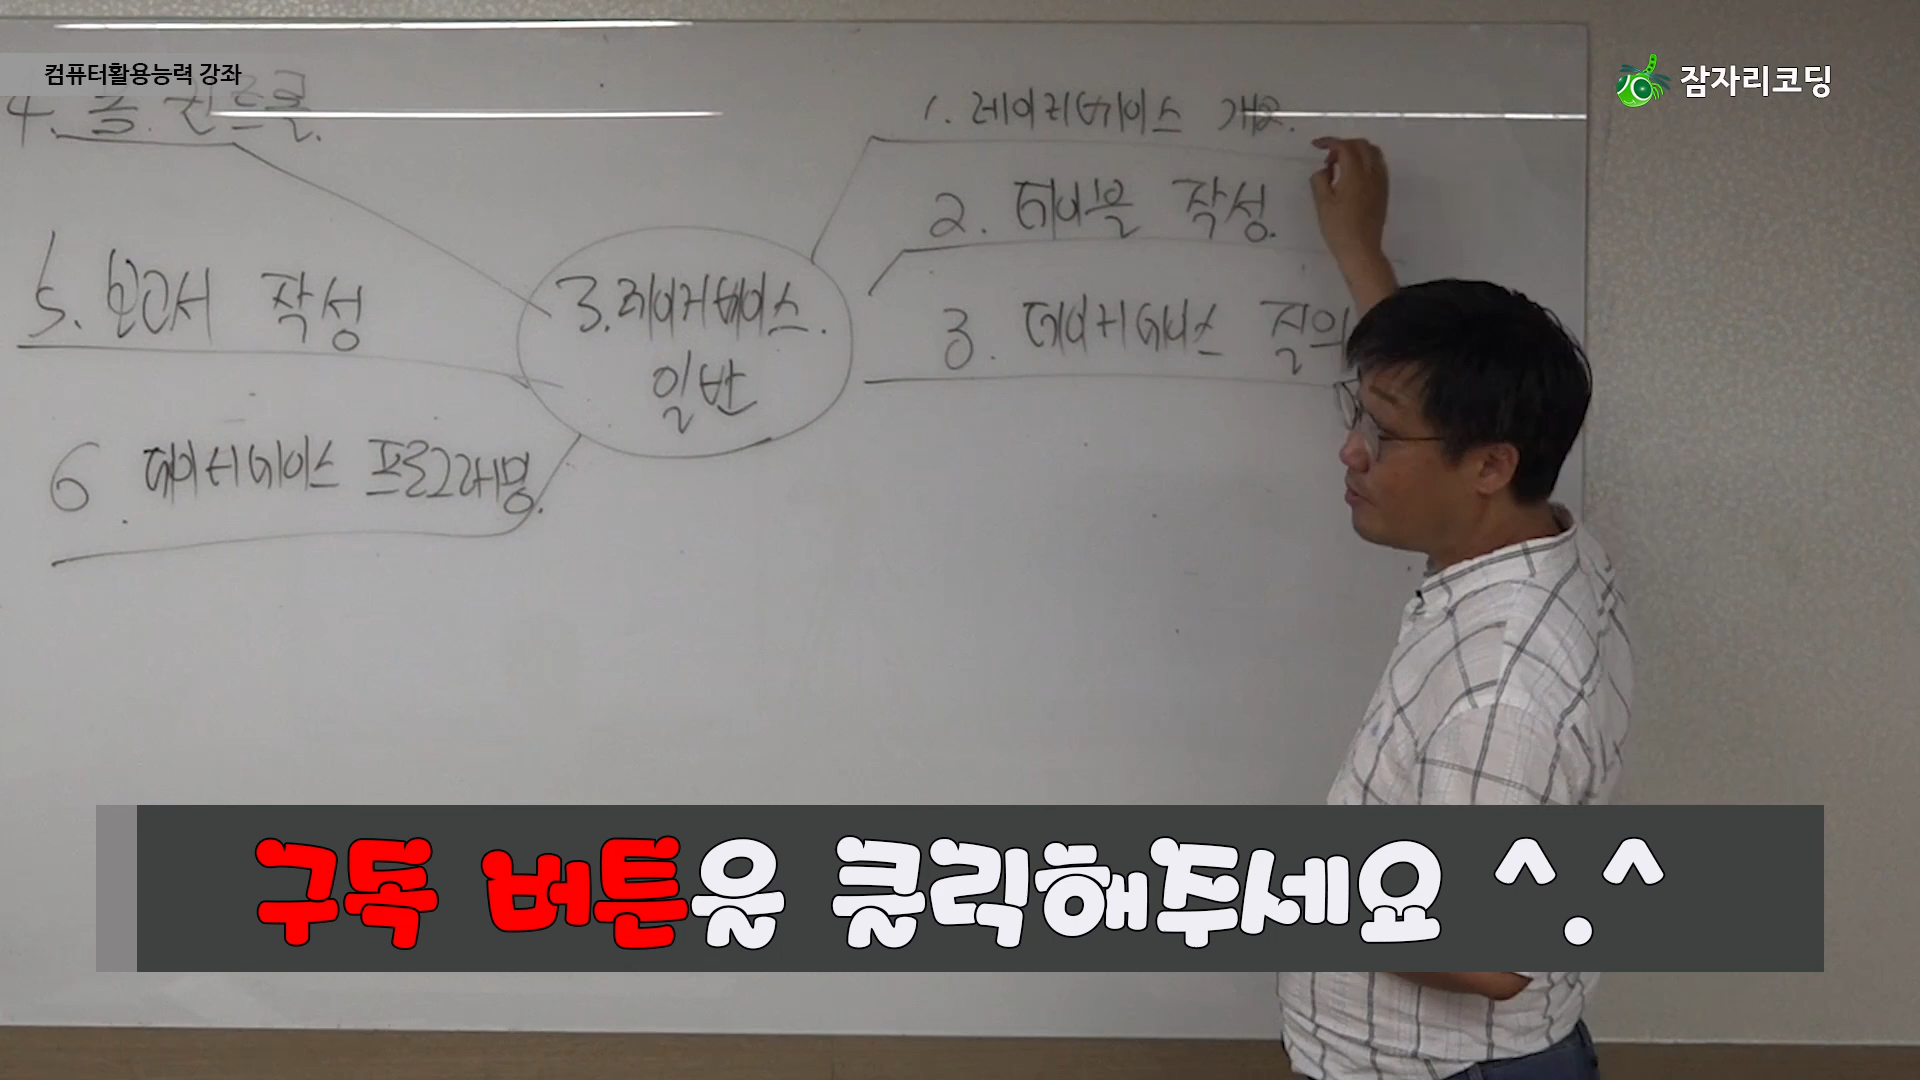 컴퓨터활용능력 강좌
잠자리코딩
4. 폼. 컨트롤.
5. 보고서 작성
6. 데이터베이스 프로그래밍.
3. 데이터베이스.
일반
1. 데이터베이스 개요.
2. 테이블 작성.
3. 데이터베이스 질의
구독 버튼을 클릭해주세요 ^.^